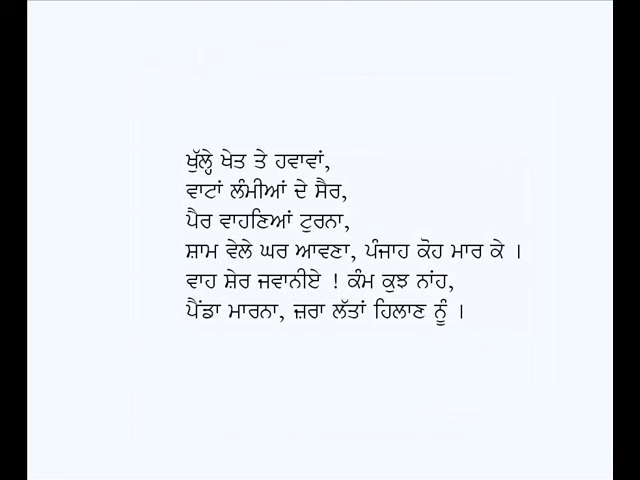 ਖੁੱਲ੍ਹੇ ਖੇਤ ਤੇ ਹਵਾਵਾਂ,
ਵਾਟਾਂ ਲੰਮੀਆਂ ਦੇ ਸੈਰ,
ਪੈਰ ਵਾਹਣਿਆਂ ਟੁਰਨਾ,
ਸ਼ਾਮ ਵੇਲੇ ਘਰ ਆਵਣਾ, ਪੰਜਾਹ ਕੋਹ ਮਾਰ ਕੇ ।
ਵਾਹ ਸ਼ੇਰ ਜਵਾਨੀਏ ! ਕੰਮ ਕੁਝ ਨਾਂਹ,
ਪੈਂਡਾ ਮਾਰਨਾ, ਜ਼ਰਾ ਲੱਤਾਂ ਹਿਲਾਣ ਨੂੰ ।